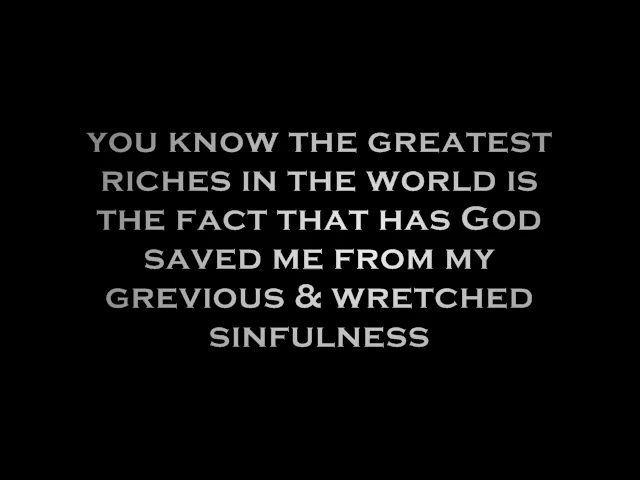 YOU KNOW THE GREATEST
RICHES IN THE WORLD IS
THE FACT THAT HAS GOD
SAVED ME FROM MY
GREVIOUS & WRETCHED
SINFULNESS